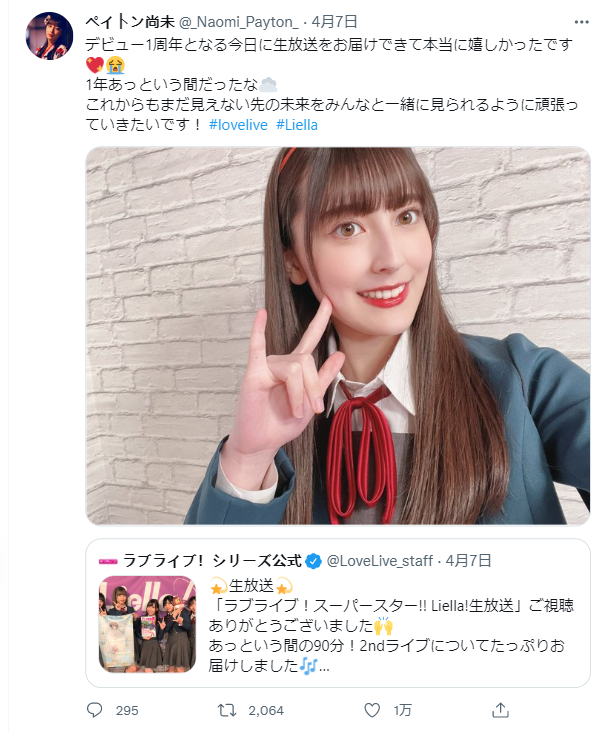 ペイトン尚未 @_Naomi_Payton_ · 4月7日
デビュー1周年となる今日に生放送をお届けできて本当に嬉しかったです
💖😭
1年あっという間だったな☁️
これからもまだ見えない先の未来をみんなと一緒に見られるように頑張っ
ていきたいです！ #lovelive #Liella
ラブライブ！シリーズ公式 @LoveLive_staff · 4月7日
💫生放送💫
「ラブライブ！スーパースター!! Liella!生放送」ご視聴
ありがとうございました🙌
あっという間の90分！2ndライブについてたっぷりお
届けしました🎶...
295 2,064 1万